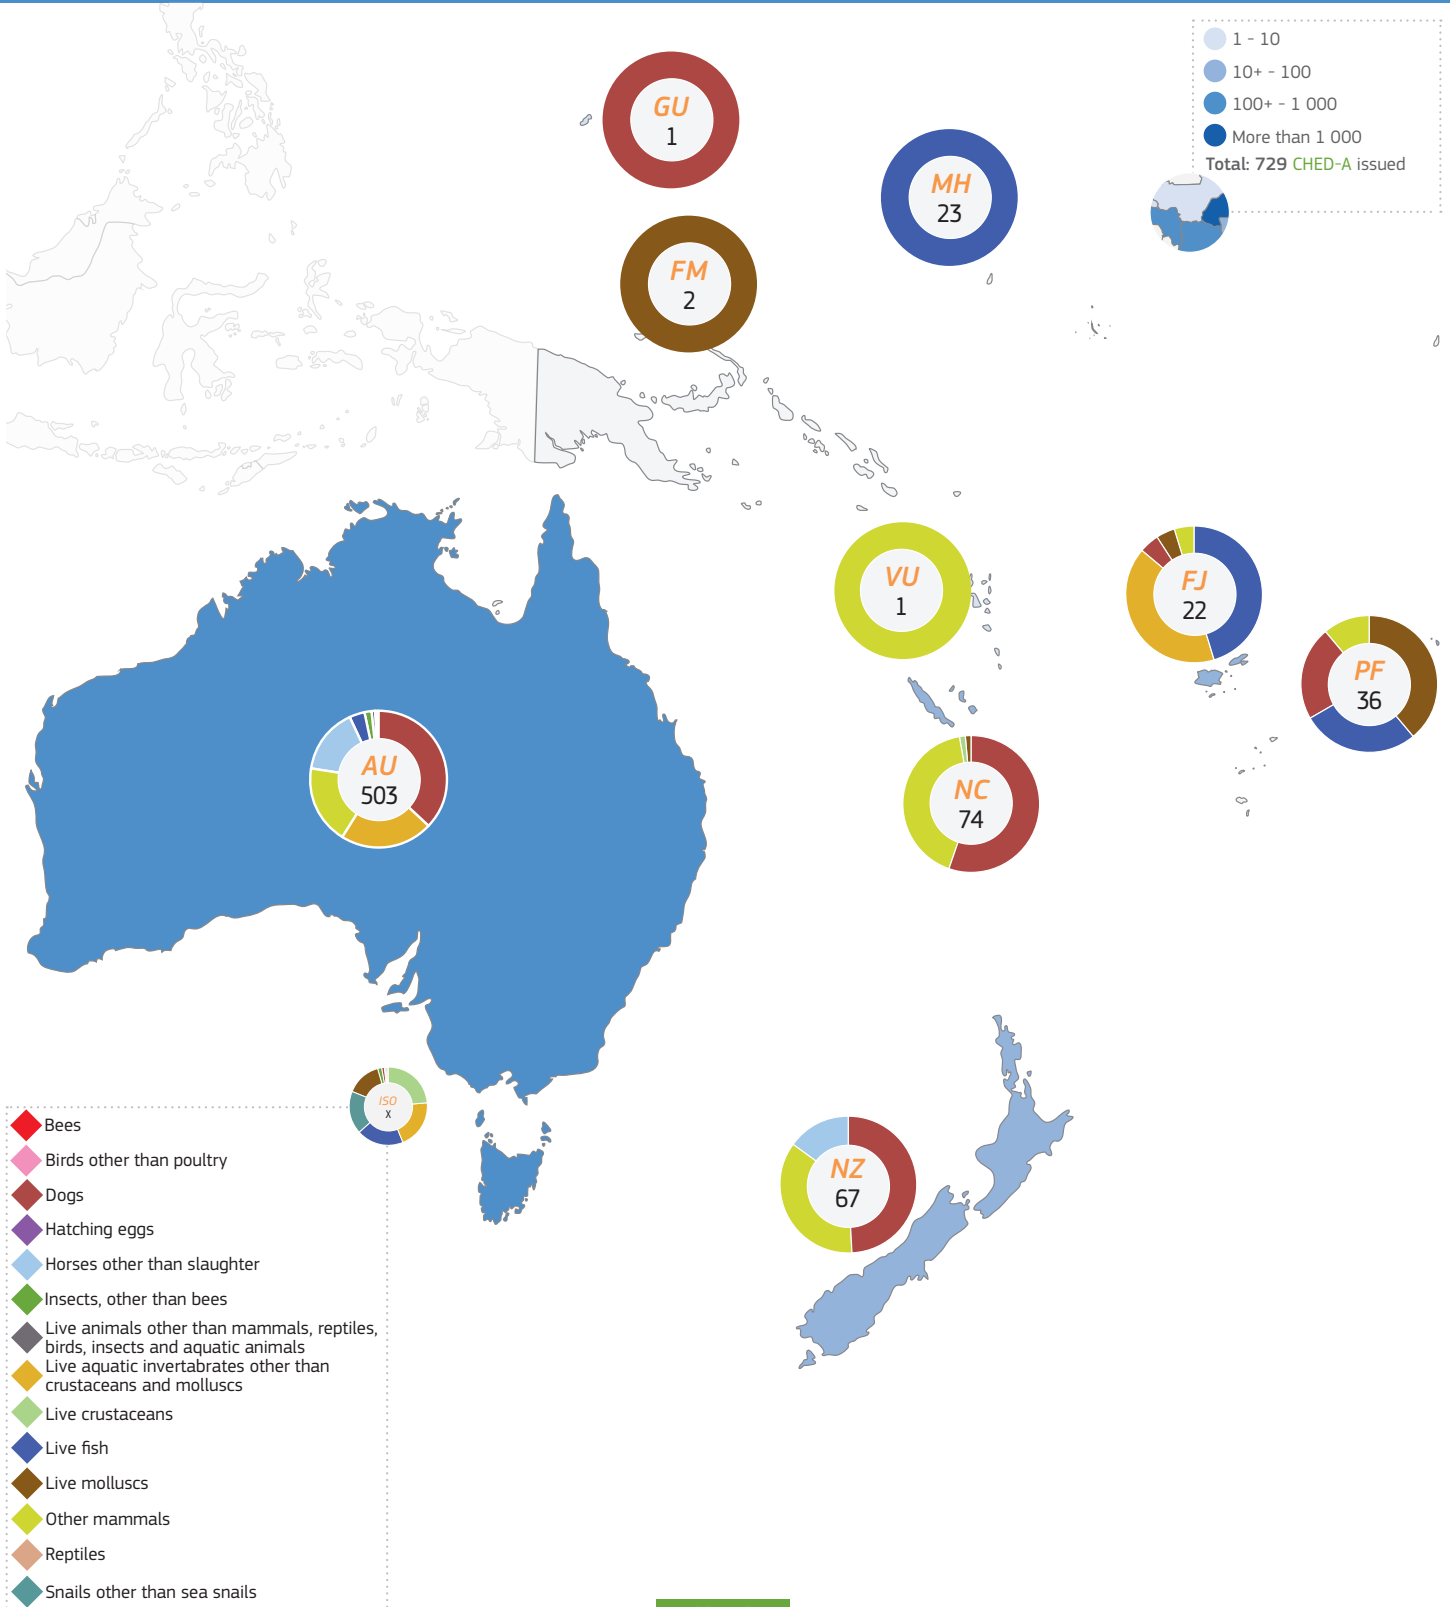 1 - 10
10+ - 100
100+ - 1 000
More than 1 000
Total: 729 CHED-A issued
GU
1
MH
23
FM
2
VU
1
FJ
22
PF
36
AU
503
NC
74
ISO
X
NZ
67
Bees
Birds other than poultry
Dogs
Hatching eggs
Horses other than slaughter
Insects, other than bees
Live animals other than mammals, reptiles,
birds, insects and aquatic animals
Live aquatic invertabrates other than
crustaceans and molluscs
Live crustaceans
Live fish
Live molluscs
Other mammals
Reptiles
Snails other than sea snails